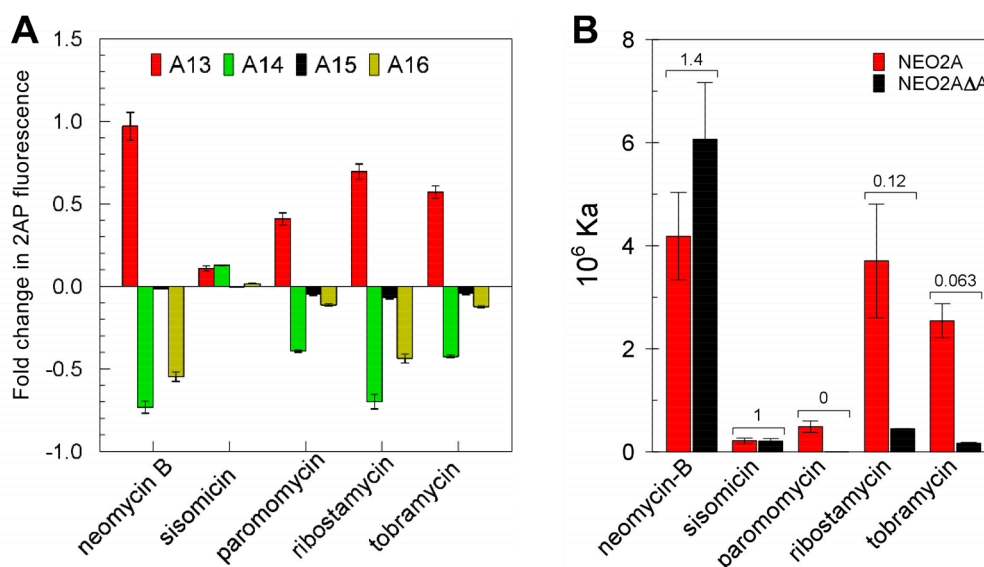 A
Fold change in 2AP fluorescence
1.5
1.0
0.5
0.0
-0.5
-1.0
A13 A14 A15 A16
neomycin B
sisomicin
paromomycin
ribostamycin
tobramycin
B
10⁶ Ka
8
6
4
2
0
NEO2A
NEO2AΔA
1.4
1
0
0.12
0.063
neomycin-B
sisomicin
paromomycin
ribostamycin
tobramycin